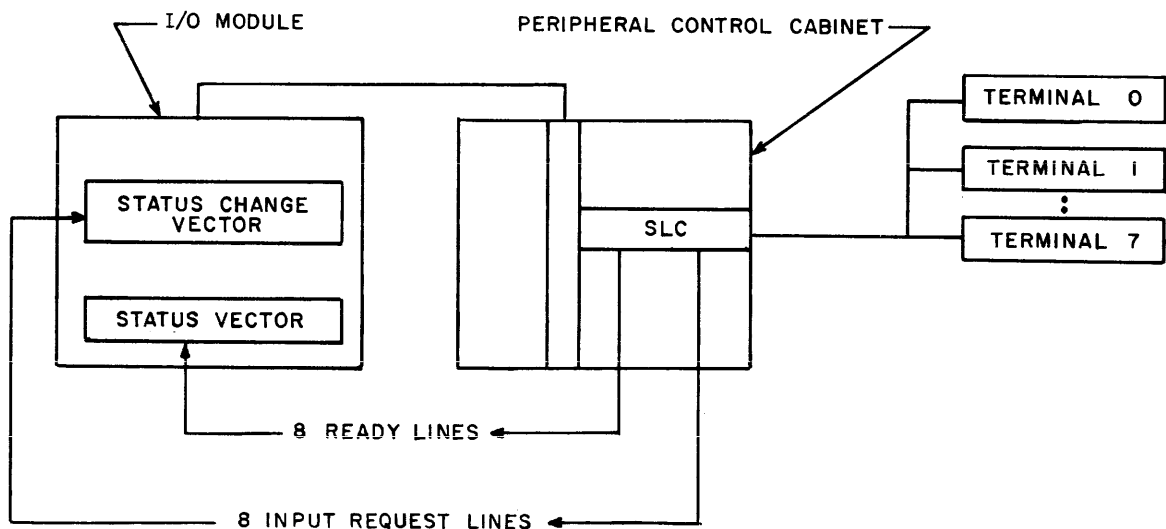 I/O MODULE
PERIPHERAL CONTROL CABINET
TERMINAL 0
TERMINAL 1
TERMINAL 7
STATUS CHANGE
VECTOR
SLC
STATUS VECTOR
8 READY LINES
8 INPUT REQUEST LINES